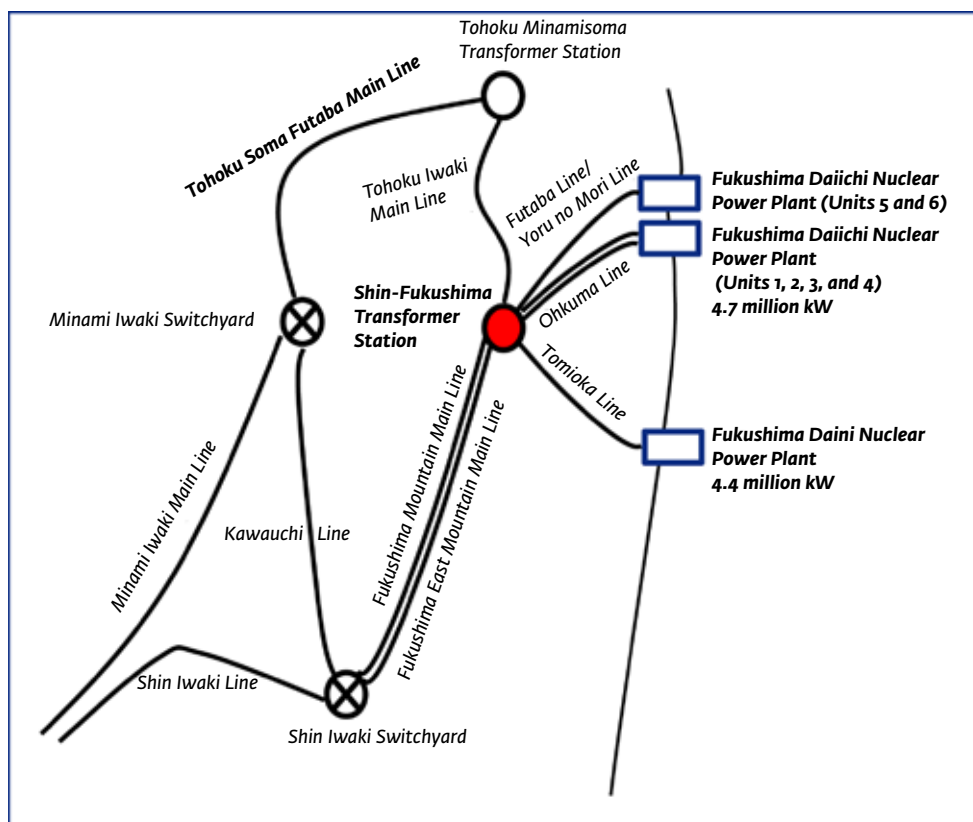 Tohoku Minamisoma
Transformer Station
Tohoku Soma Futaba Main Line
Tohoku Iwaki
Main Line
Futaba Line/
Yoru no Mori Line
Fukushima Daiichi Nuclear
Power Plant (Units 5 and 6)
Fukushima Daiichi Nuclear
Power Plant
(Units 1, 2, 3, and 4)
4.7 million kW
Ohkuma Line
Shin-Fukushima
Transformer
Station
Minami Iwaki Switchyard
Tomioka Line
Fukushima Daini Nuclear
Power Plant
4.4 million kW
Minami Iwaki Main Line
Kawauchi Line
Fukushima Mountain Main Line
Fukushima East Mountain Main Line
Shin Iwaki Line
Shin Iwaki Switchyard